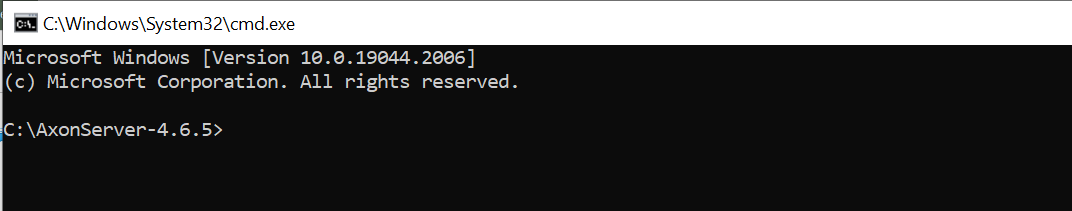 C:\Windows\System32\cmd.exe
Microsoft Windows [Version 10.0.19044.2006]
(c) Microsoft Corporation. All rights reserved.
C:\AxonServer-4.6.5>